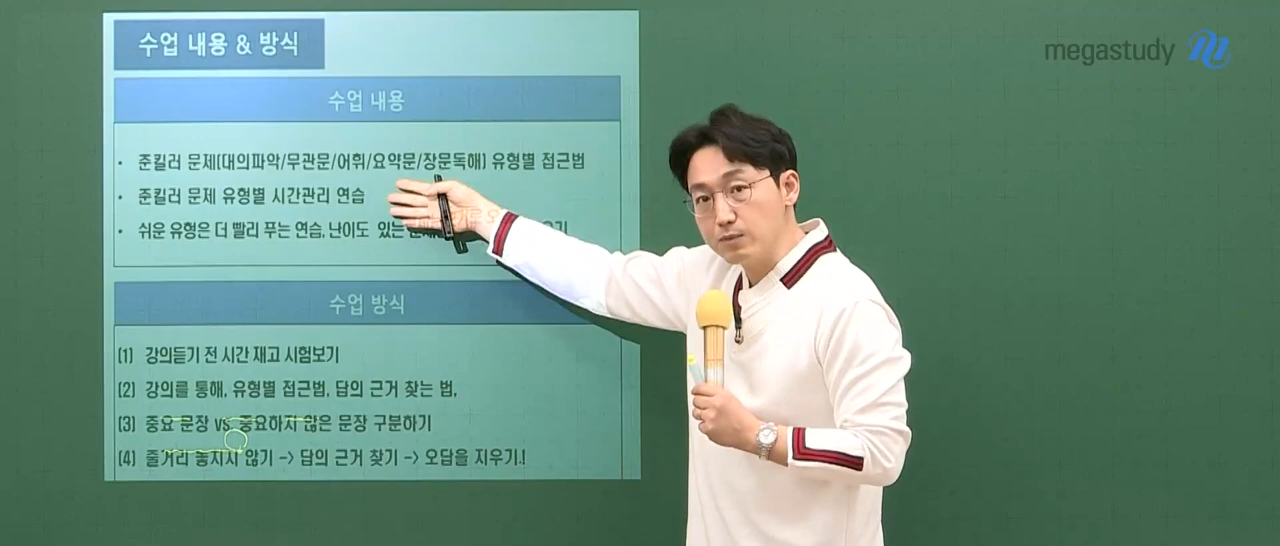 수업 내용 & 방식
megastudy
수업 내용
• 준킬러 문제(대의파악/무관문/어휘/요약문/장문독해) 유형별 접근법
• 준킬러 문제 유형별 시간관리 연습
• 쉬운 유형은 더 빨리 푸는 연습, 난이도 있는
수업 방식
(1) 강의듣기 전 시간 재고 시험보기
(2) 강의를 통해, 유형별 접근법, 답의 근거 찾는 법,
(3) 중요 문장 vs. 중요하지 않은 문장 구분하기
(4) 줄거리 놓치지 않기 -> 답의 근거 찾기 -> 오답을 지우기.!